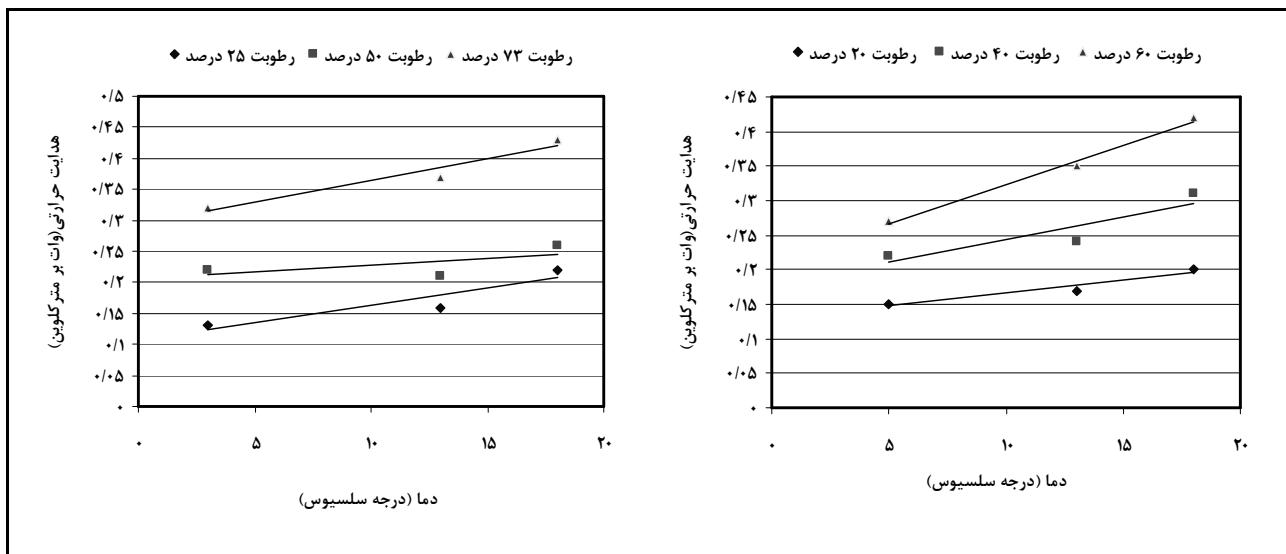 رطوبت ۲۵ درصد رطوبت ۵۰ درصد رطوبت ۷۳ درصد
هدایت حرارتی(وات بر مترکلوین)
۰/۵
۰/۴۵
۰/۴
۰/۳۵
۰/۳
۰/۲۵
۰/۲
۰/۱۵
۰/۱
۰/۰۵
۰
۰ ۵ ۱۰ ۱۵ ۲۰
دما (درجه سلسیوس)
رطوبت ۲۰ درصد رطوبت ۴۰ درصد رطوبت ۶۰ درصد
هدایت حرارتی(وات بر مترکلوین)
۰/۴۵
۰/۴
۰/۳۵
۰/۳
۰/۲۵
۰/۲
۰/۱۵
۰/۱
۰/۰۵
۰
۰ ۵ ۱۰ ۱۵ ۲۰
دما (درجه سلسیوس)